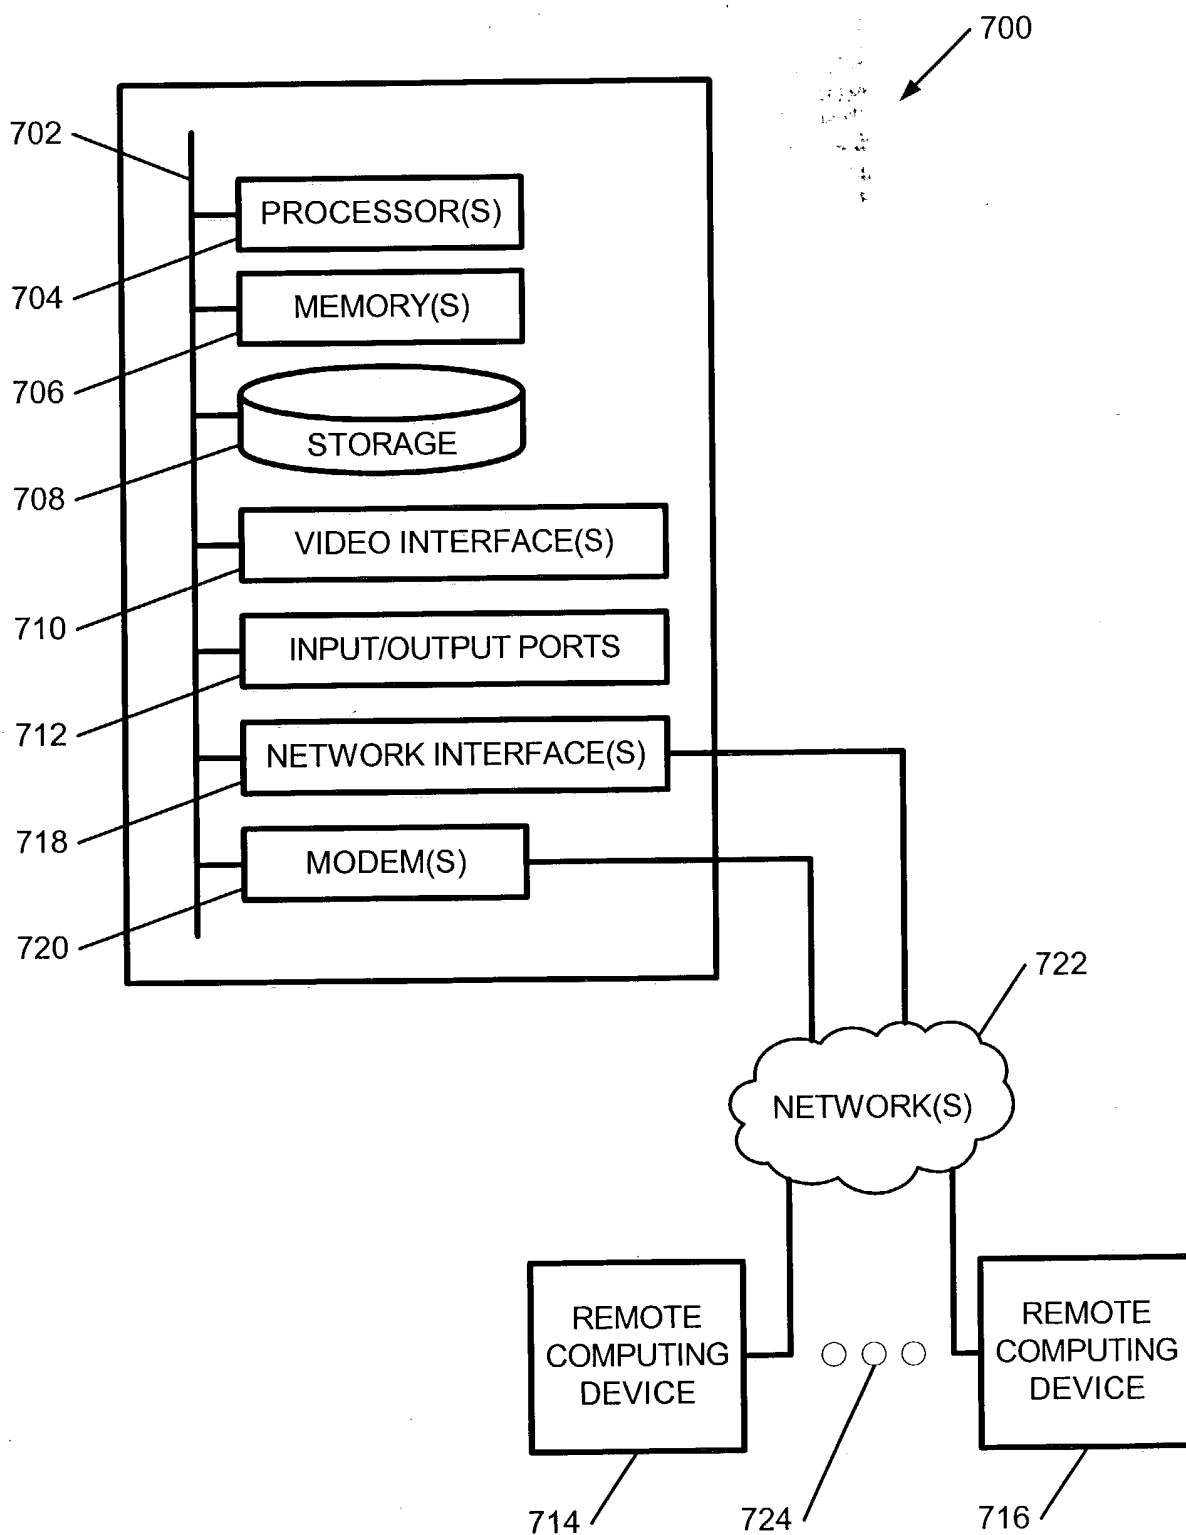 700
702
PROCESSOR(S)
704
MEMORY(S)
706
STORAGE
708
VIDEO INTERFACE(S)
710
INPUT/OUTPUT PORTS
712
NETWORK INTERFACE(S)
718
MODEM(S)
720
722
NETWORK(S)
REMOTE
COMPUTING
DEVICE
REMOTE
COMPUTING
DEVICE
714
724
716